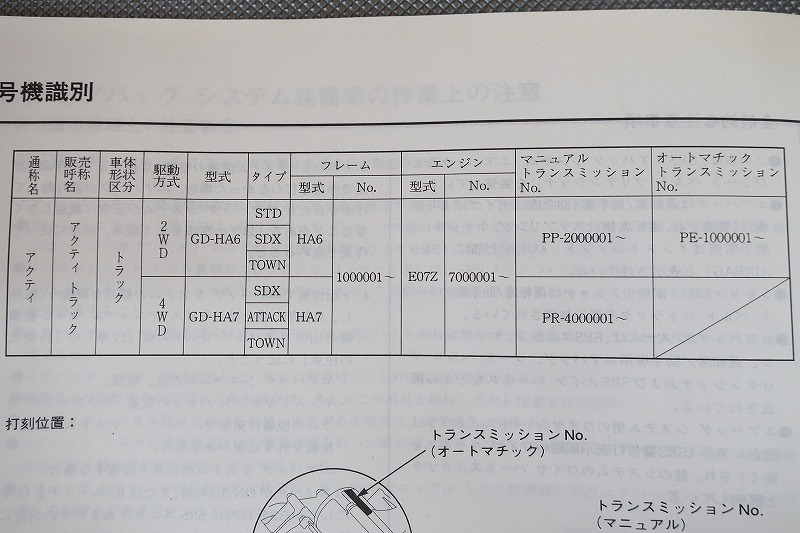 号機識別
通称名 販売呼称名 車体形状区分 駆動方式 型式 タイプ フレーム エンジン マニュアルトランスミッションNo. オートマチックトランスミッションNo.
型式 No. 型式 No.
アクティ アクティ トラック トラック 2WD GD-HA6 STD HA6 1000001～ E07Z 7000001～ PP-2000001～ PE-1000001～
SDX
TOWN
4WD GD-HA7 SDX HA7 PR-4000001～
ATTACK
TOWN
打刻位置：
トランスミッションNo.
(オートマチック)
トランスミッションNo.
(マニュアル)